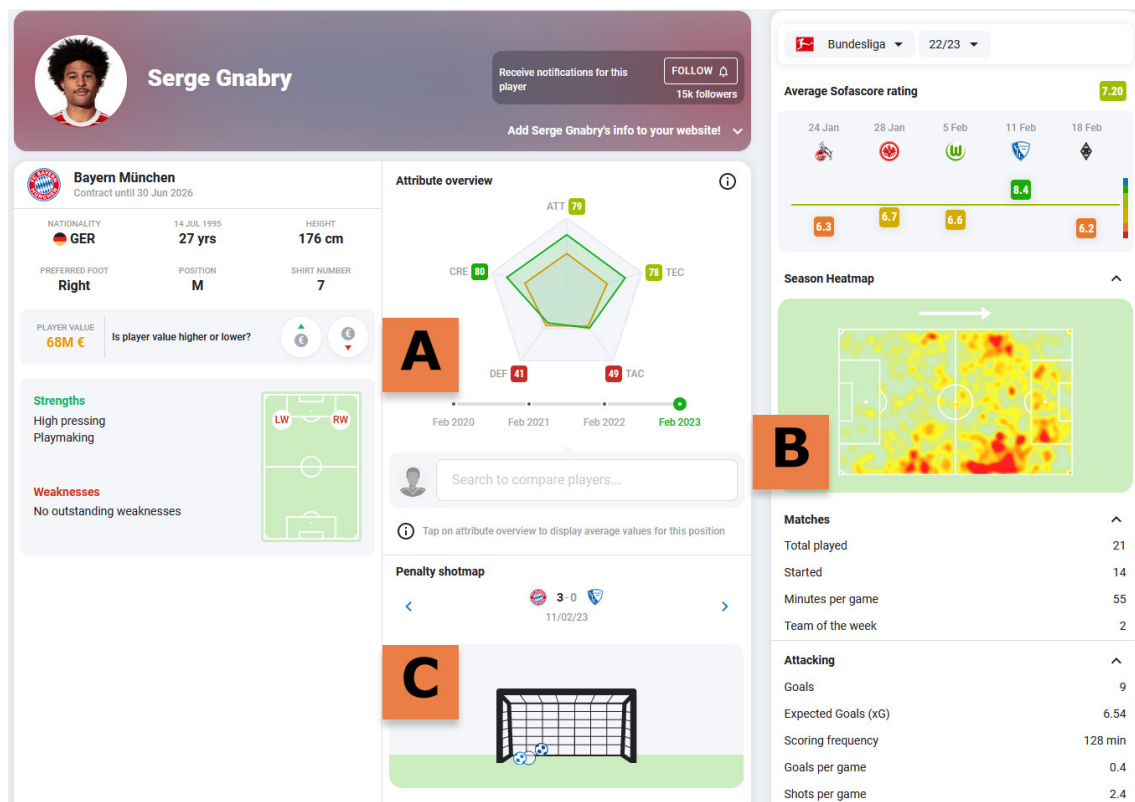 Serge Gnabry
Receive notifications for this
player
FOLLOW
15k followers
Add Serge Gnabry's info to your website!
Bayern München
Contract until 30 Jun 2026
NATIONALITY
GER
14 JUL 1995
27 yrs
HEIGHT
176 cm
PREFERRED FOOT
Right
POSITION
M
SHIRT NUMBER
7
PLAYER VALUE
68M €
Is player value higher or lower?
€
€
Strengths
High pressing
Playmaking
Weaknesses
No outstanding weaknesses
LW
RW
Attribute overview
ATT 79
CRE 80
78 TEC
A
DEF 41
49 TAC
Feb 2020
Feb 2021
Feb 2022
Feb 2023
Search to compare players...
Tap on attribute overview to display average values for this position
Penalty shotmap
3-0
11/02/23
C
Bundesliga
22/23
Average Sofascore rating
7.20
24 Jan
28 Jan
5 Feb
11 Feb
18 Feb
6.3
6.7
6.6
8.4
6.2
Season Heatmap
B
Matches
Total played 21
Started 14
Minutes per game 55
Team of the week 2
Attacking
Goals 9
Expected Goals (xG) 6.54
Scoring frequency 128 min
Goals per game 0.4
Shots per game 2.4